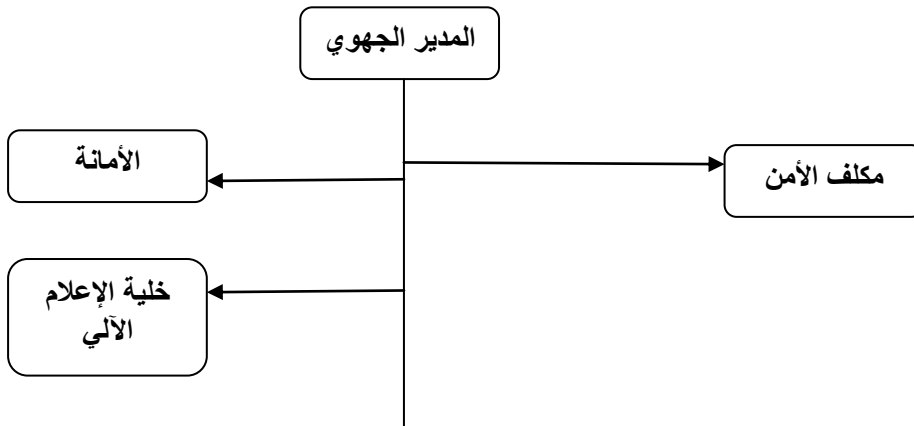 المدير الجهوي
مكلف الأمن
الأمانة
خلية الإعلام
الآلي